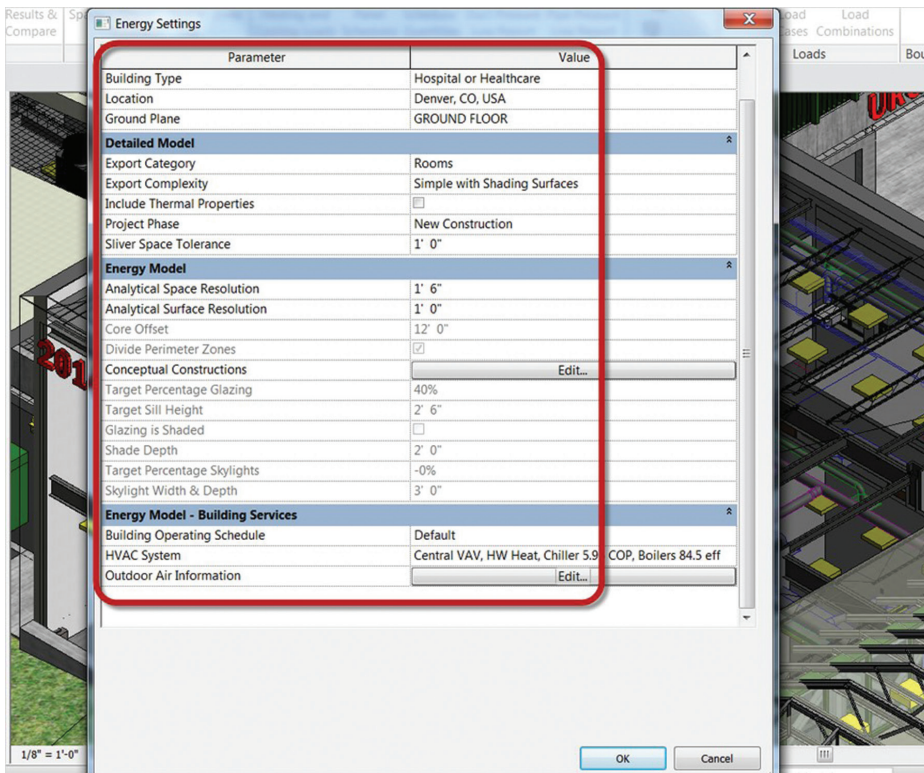 Results &
Compare
Energy Settings
Load
Combinations
Loads
Parameter Value
Building Type Hospital or Healthcare
Location Denver, CO, USA
Ground Plane GROUND FLOOR
Detailed Model
Export Category Rooms
Export Complexity Simple with Shading Surfaces
Include Thermal Properties
Project Phase New Construction
Sliver Space Tolerance 1' 0"
Energy Model
Analytical Space Resolution 1' 6"
Analytical Surface Resolution 1' 0"
Core Offset 12' 0"
Divide Perimeter Zones
Conceptual Constructions Edit...
Target Percentage Glazing 40%
Target Sill Height 2' 6"
Glazing is Shaded
Shade Depth 2' 0"
Target Percentage Skylights -0%
Skylight Width & Depth 3' 0"
Energy Model - Building Services
Building Operating Schedule Default
HVAC System Central VAV, HW Heat, Chiller COP, Boilers 84.5 eff
Outdoor Air Information Edit...
201
1/8" = 1'-0"
OK Cancel